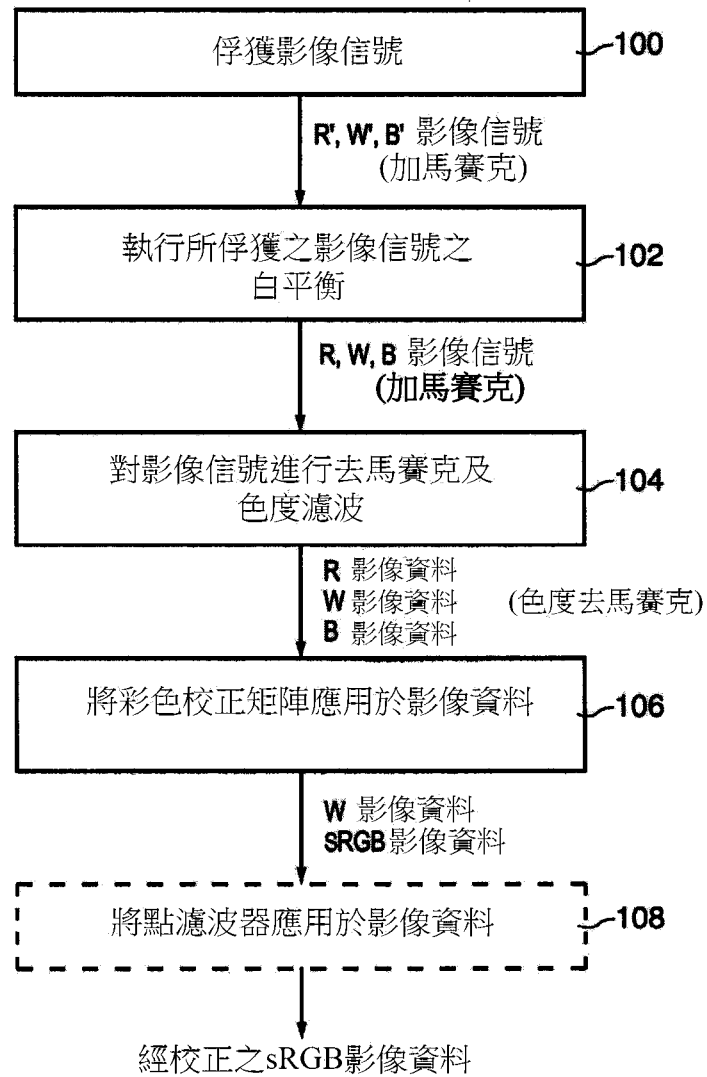 俘獲影像信號
100
R', W', B' 影像信號
(加馬賽克)
執行所俘獲之影像信號之
白平衡
102
R, W, B 影像信號
(加馬賽克)
對影像信號進行去馬賽克及
色度濾波
104
R 影像資料
W 影像資料 (色度去馬賽克)
B 影像資料
將彩色校正矩陣應用於影像資料
106
W 影像資料
sRGB影像資料
將點濾波器應用於影像資料
108
經校正之sRGB影像資料